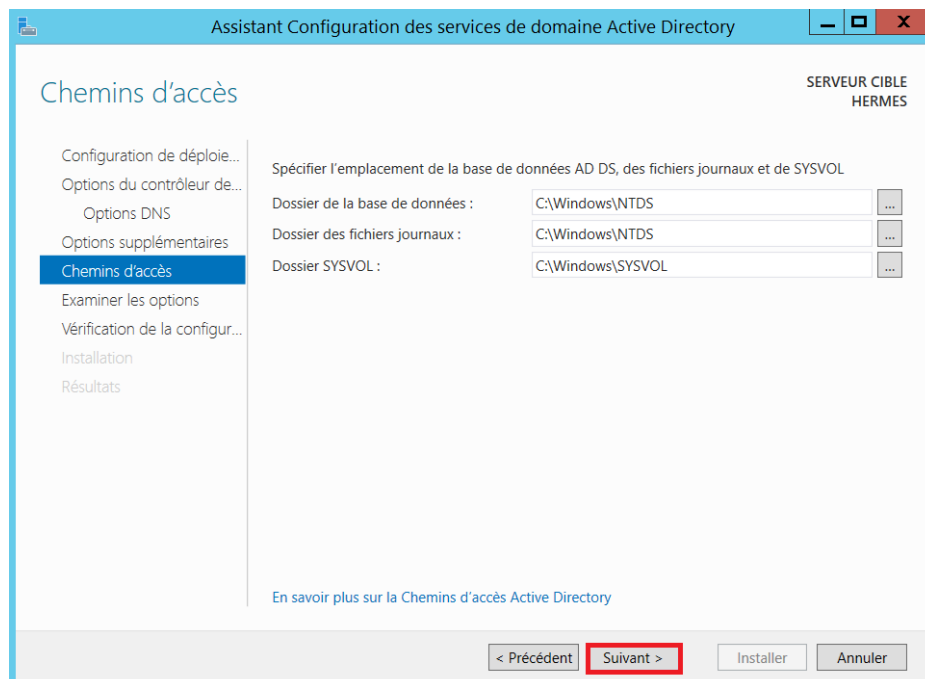 Assistant Configuration des services de domaine Active Directory
Chemins d'accès
SERVEUR CIBLE
HERMES
Configuration de déploie...
Options du contrôleur de...
Options DNS
Options supplémentaires
Chemins d'accès
Examiner les options
Vérification de la configur...
Installation
Résultats
Spécifier l'emplacement de la base de données AD DS, des fichiers journaux et de SYSVOL
Dossier de la base de données : C:\Windows\NTDS ...
Dossier des fichiers journaux : C:\Windows\NTDS ...
Dossier SYSVOL : C:\Windows\SYSVOL ...
En savoir plus sur la Chemins d'accès Active Directory
< Précédent Suivant > Installer Annuler